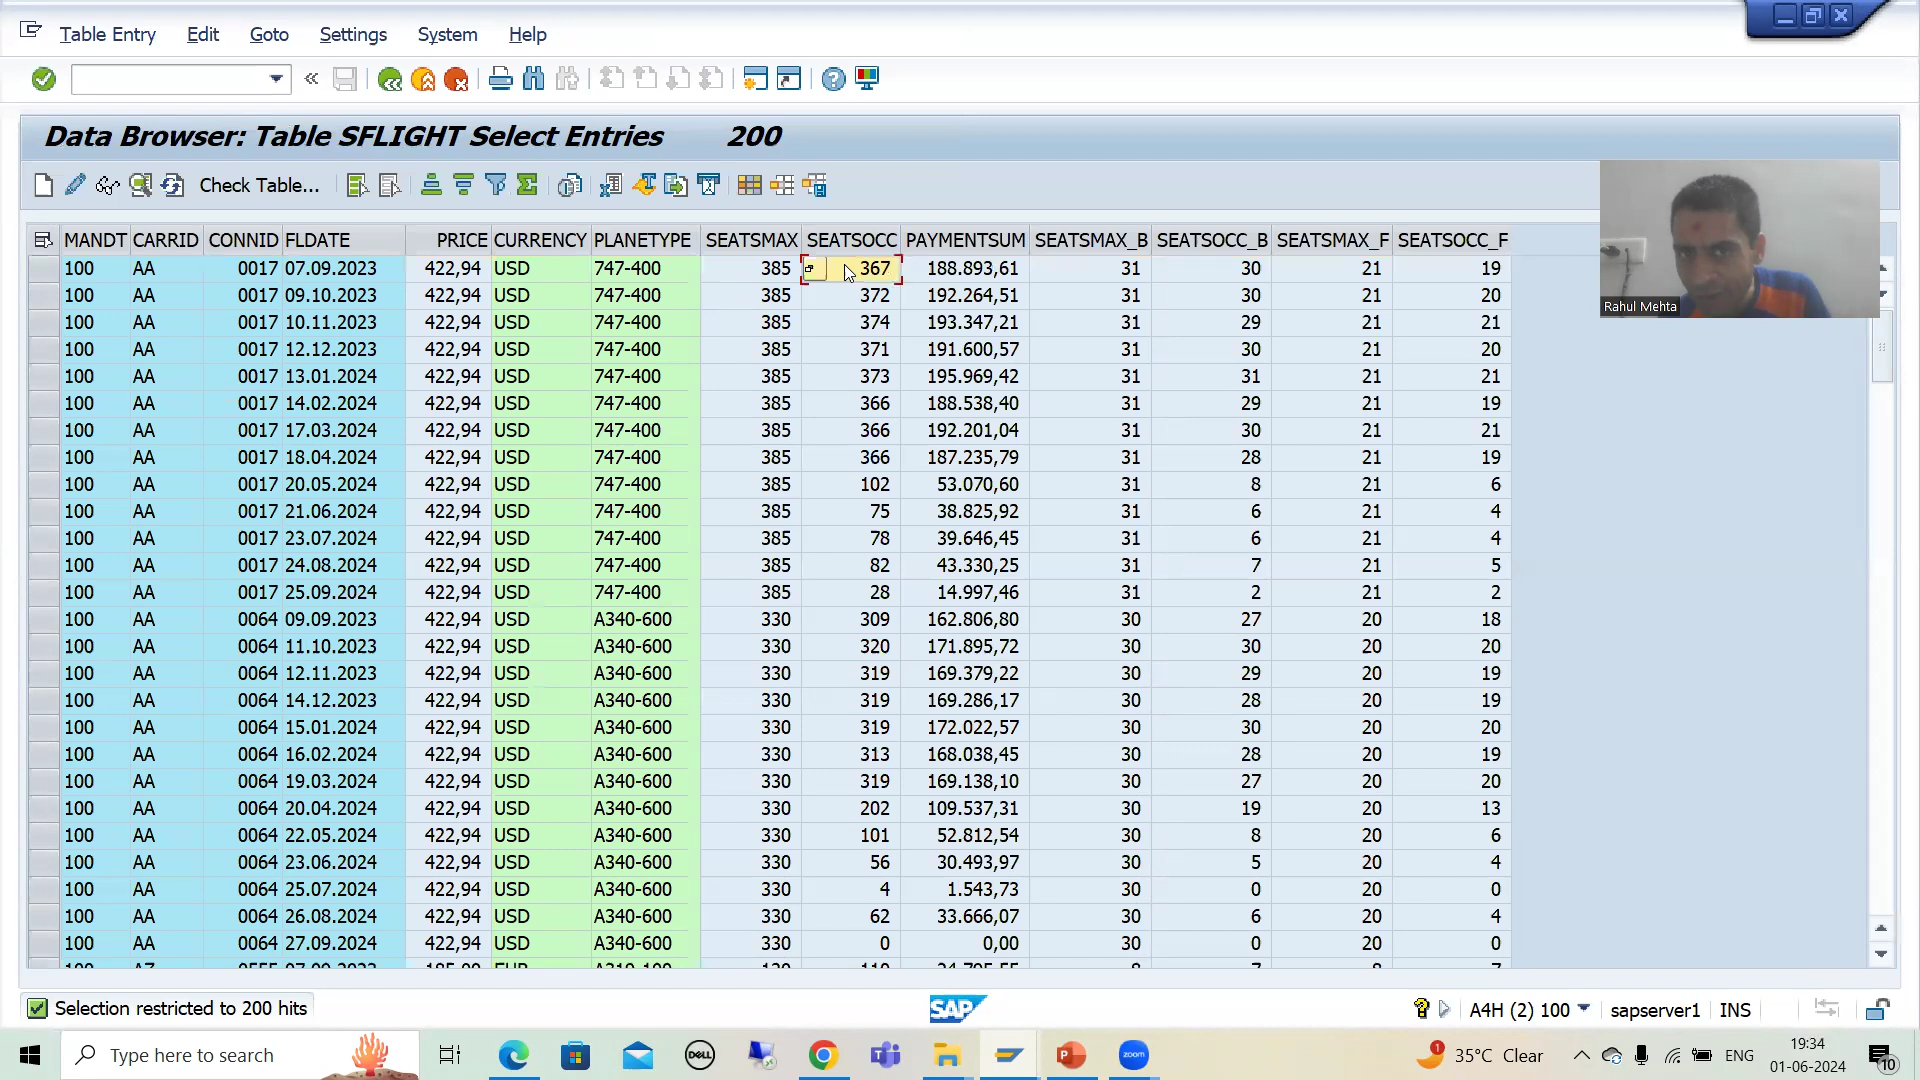 Table Entry Edit Goto Settings System Help
Data Browser: Table SFLIGHT Select Entries 200
Check Table...
MANDT CARRID CONNID FLDATE PRICE CURRENCY PLANETYPE SEATSMAX SEATSOCC PAYMENTSUM SEATSMAX_B SEATSOCC_B SEATSMAX_F SEATSOCC_F
100 AA 0017 07.09.2023 422,94 USD 747-400 385 367 188.893,61 31 30 21 19
100 AA 0017 09.10.2023 422,94 USD 747-400 385 372 192.264,51 31 30 21 20
100 AA 0017 10.11.2023 422,94 USD 747-400 385 374 193.347,21 31 29 21 21
100 AA 0017 12.12.2023 422,94 USD 747-400 385 371 191.600,57 31 30 21 20
100 AA 0017 13.01.2024 422,94 USD 747-400 385 373 195.969,42 31 31 21 21
100 AA 0017 14.02.2024 422,94 USD 747-400 385 366 188.538,40 31 29 21 19
100 AA 0017 17.03.2024 422,94 USD 747-400 385 366 192.201,04 31 30 21 21
100 AA 0017 18.04.2024 422,94 USD 747-400 385 366 187.235,79 31 28 21 19
100 AA 0017 20.05.2024 422,94 USD 747-400 385 102 53.070,60 31 8 21 6
100 AA 0017 21.06.2024 422,94 USD 747-400 385 75 38.825,92 31 6 21 4
100 AA 0017 23.07.2024 422,94 USD 747-400 385 78 39.646,45 31 6 21 4
100 AA 0017 24.08.2024 422,94 USD 747-400 385 82 43.330,25 31 7 21 5
100 AA 0017 25.09.2024 422,94 USD 747-400 385 28 14.997,46 31 2 21 2
100 AA 0064 09.09.2023 422,94 USD A340-600 330 309 162.806,80 30 27 20 18
100 AA 0064 11.10.2023 422,94 USD A340-600 330 320 171.895,72 30 30 20 20
100 AA 0064 12.11.2023 422,94 USD A340-600 330 319 169.379,22 30 29 20 19
100 AA 0064 14.12.2023 422,94 USD A340-600 330 319 169.286,17 30 28 20 19
100 AA 0064 15.01.2024 422,94 USD A340-600 330 319 172.022,57 30 30 20 20
100 AA 0064 16.02.2024 422,94 USD A340-600 330 313 168.038,45 30 28 20 19
100 AA 0064 19.03.2024 422,94 USD A340-600 330 319 169.138,10 30 27 20 20
100 AA 0064 20.04.2024 422,94 USD A340-600 330 202 109.537,31 30 19 20 13
100 AA 0064 22.05.2024 422,94 USD A340-600 330 101 52.812,54 30 8 20 6
100 AA 0064 23.06.2024 422,94 USD A340-600 330 56 30.493,97 30 5 20 4
100 AA 0064 25.07.2024 422,94 USD A340-600 330 4 1.543,73 30 0 20 0
100 AA 0064 26.08.2024 422,94 USD A340-600 330 62 33.666,07 30 6 20 4
100 AA 0064 27.09.2024 422,94 USD A340-600 330 0 0,00 30 0 20 0
Rahul Mehta
Selection restricted to 200 hits
SAP
A4H (2) 100 sapserver1 INS
Type here to search
DELL
zoom
1 35°C Clear
ENG
19:34
01-06-2024
10